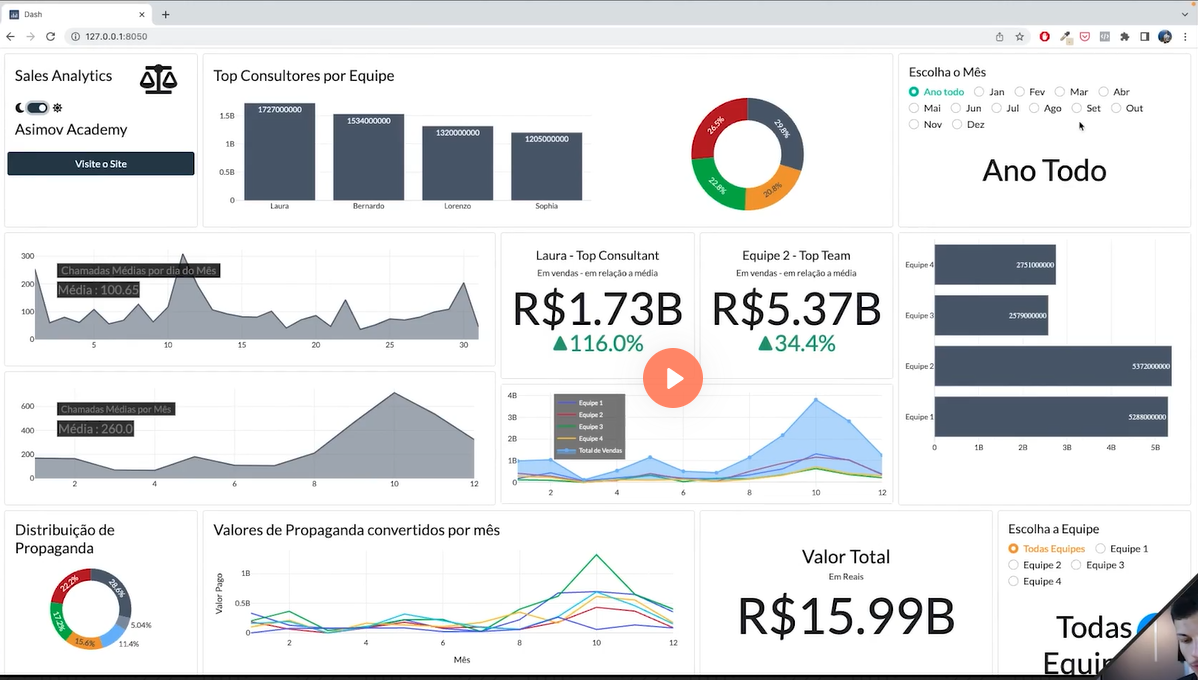 Dash
127.0.0.1:8050
Sales Analytics
Asimov Academy
Visite o Site
Top Consultores por Equipe
1.5B
1B
0.5B
0
1727000000
1534000000
1320000000
1205000000
Laura
Bernardo
Lorenzo
Sophia
26.5%
29.8%
22.8%
20.8%
Escolha o Mês
Ano todo Jan Fev Mar Abr
Mai Jun Jul Ago Set Out
Nov Dez
Ano Todo
300
200
100
0
Chamadas Médias por dia do Mês
Média : 100.65
5 10 15 20 25 30
Laura - Top Consultant
Em vendas - em relação a média
R$1.73B
▲116.0%
Equipe 2 - Top Team
Em vendas - em relação a média
R$5.37B
▲34.4%
Equipe 4
2751000000
Equipe 3
2579000000
Equipe 2
5372000000
Equipe 1
5288000000
0 1B 2B 3B 4B 5B
600
400
200
0
Chamadas Médias por Mês
Média : 260.0
2 4 6 8 10 12
4B
3B
2B
1B
0
Equipe 1
Equipe 2
Equipe 3
Equipe 4
Total de Vendas
2 4 6 8 10 12
Distribuição de
Propaganda
22.2%
28.6%
17.2%
15.6%
5.04%
11.4%
Valores de Propaganda convertidos por mês
Valor Pago
1B
0.5B
0
2 4 6 8 10 12
Mês
Valor Total
Em Reais
R$15.99B
Escolha a Equipe
Todas Equipes Equipe 1
Equipe 2 Equipe 3
Equipe 4
Todas